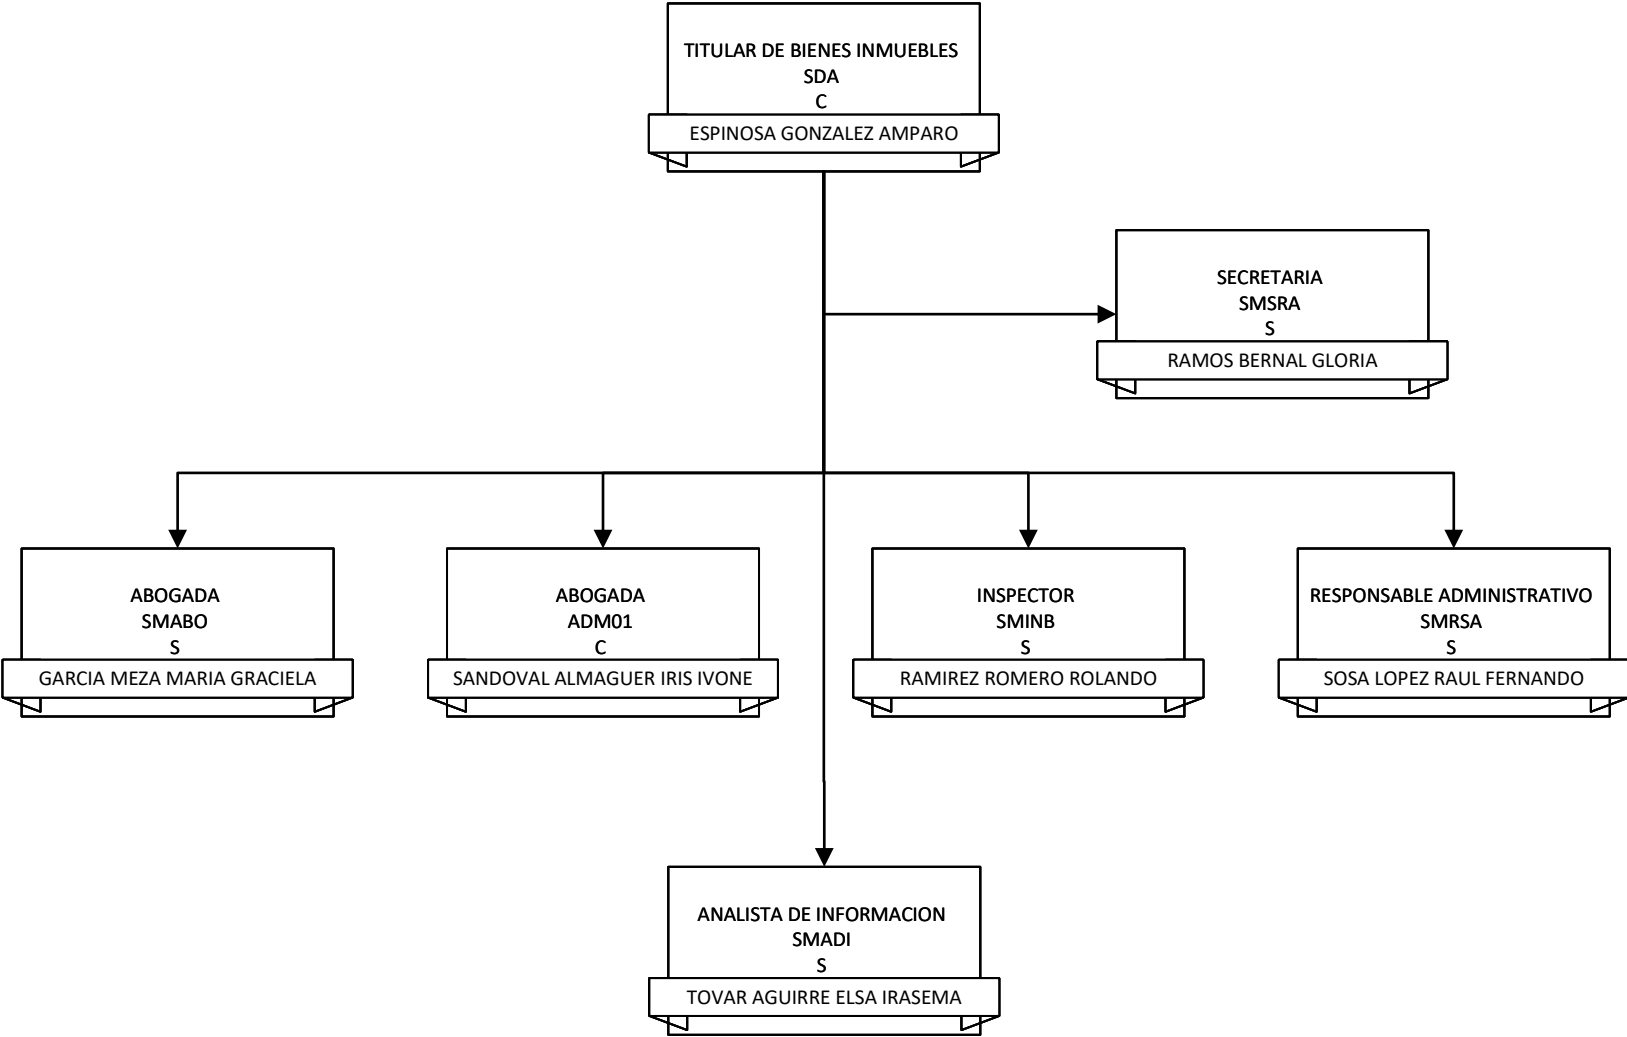 TITULAR DE BIENES INMUEBLES
SDA
C
ESPINOSA GONZALEZ AMPARO
SECRETARIA
SMSRA
S
RAMOS BERNAL GLORIA
ABOGADA
SMABO
S
GARCIA MEZA MARIA GRACIELA
ABOGADA
ADM01
C
SANDOVAL ALMAGUER IRIS IVONE
INSPECTOR
SMINB
S
RAMIREZ ROMERO ROLANDO
RESPONSABLE ADMINISTRATIVO
SMRSA
S
SOSA LOPEZ RAUL FERNANDO
ANALISTA DE INFORMACION
SMADI
S
TOVAR AGUIRRE ELSA IRASEMA